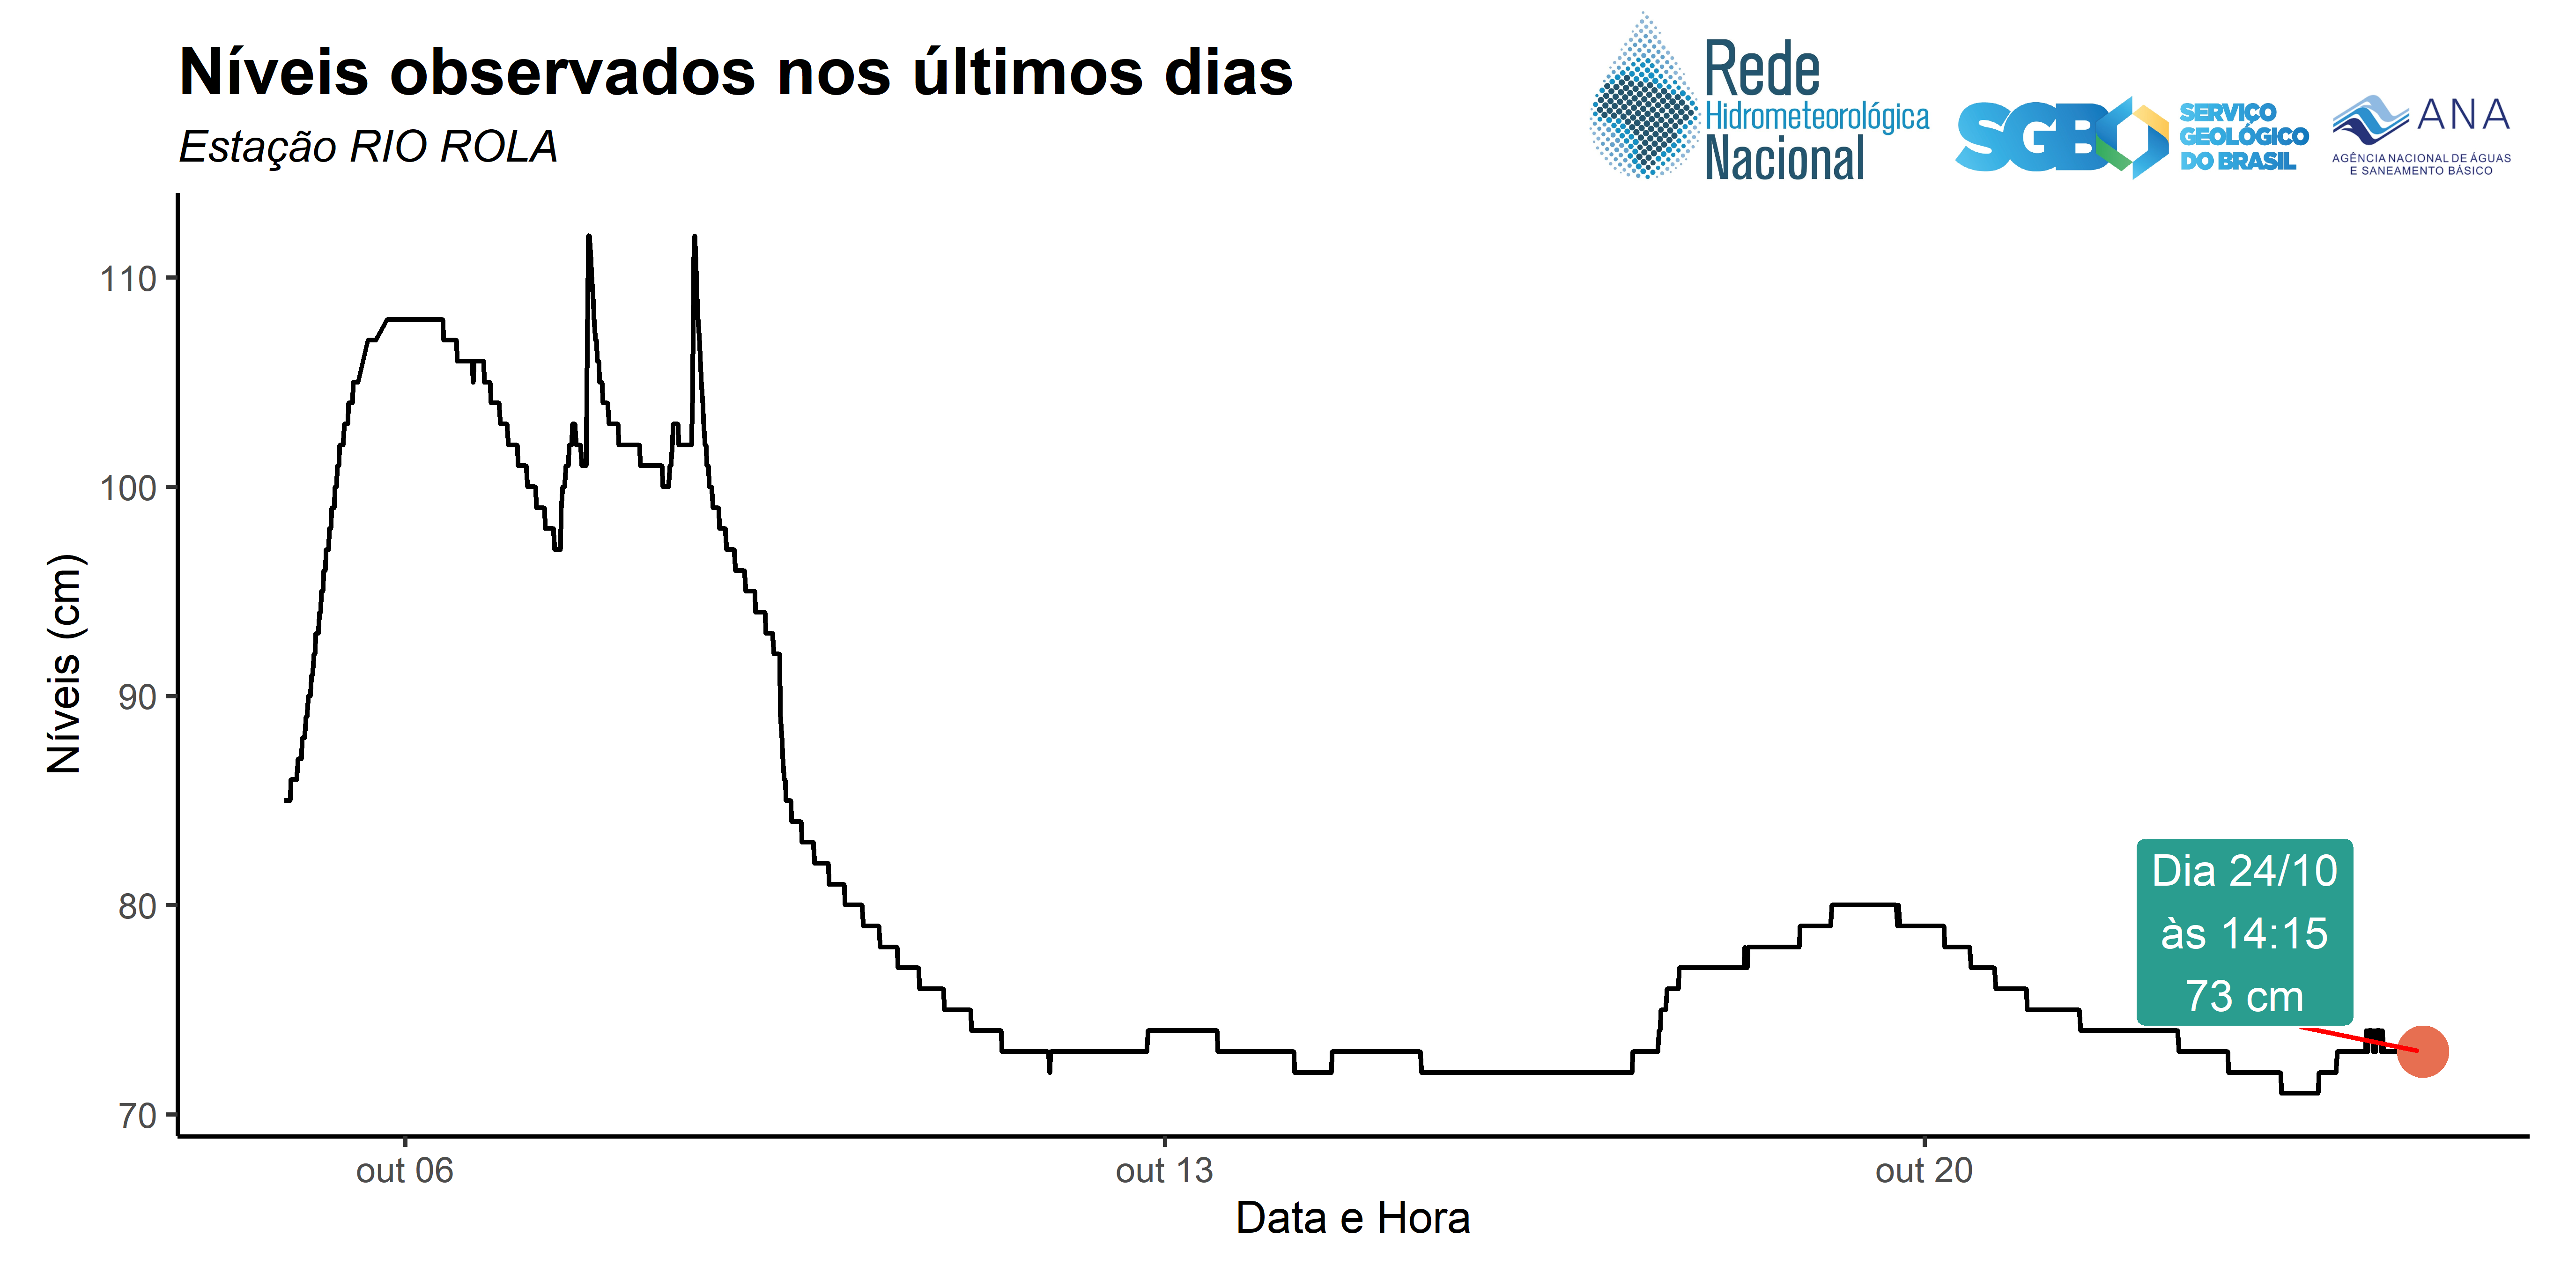 Níveis observados nos últimos dias
Estação RIO ROLA
Rede
Hidrometeorológica
Nacional
SGB
SERVIÇO
GEOLÓGICO
DO BRASIL
ANA
AGÊNCIA NACIONAL DE ÁGUAS
E SANEAMENTO BÁSICO
Níveis (cm)
110
100
90
80
70
Dia 24/10
às 14:15
73 cm
out 06
out 13
out 20
Data e Hora